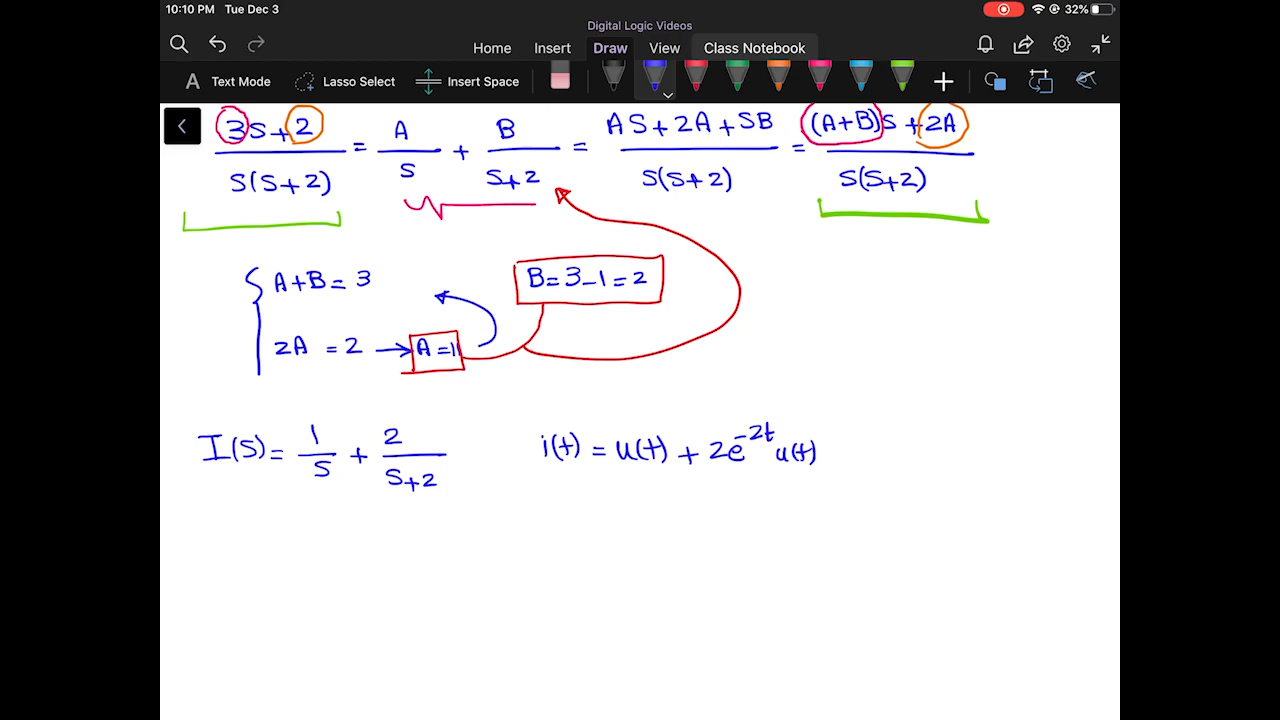 10:10 PM Tue Dec 3
32%
Digital Logic Videos
Home Insert Draw View Class Notebook
Text Mode Lasso Select Insert Space
3S+2 / S(S+2) = A/S + B/S+2 = AS+2A+SB / S(S+2) = (A+B)S+2A / S(S+2)
A+B=3
B=3-1=2
2A=2 → A=1
I(S)= 1/S + 2/S+2
i(t) = u(t) + 2e^-2t u(t)